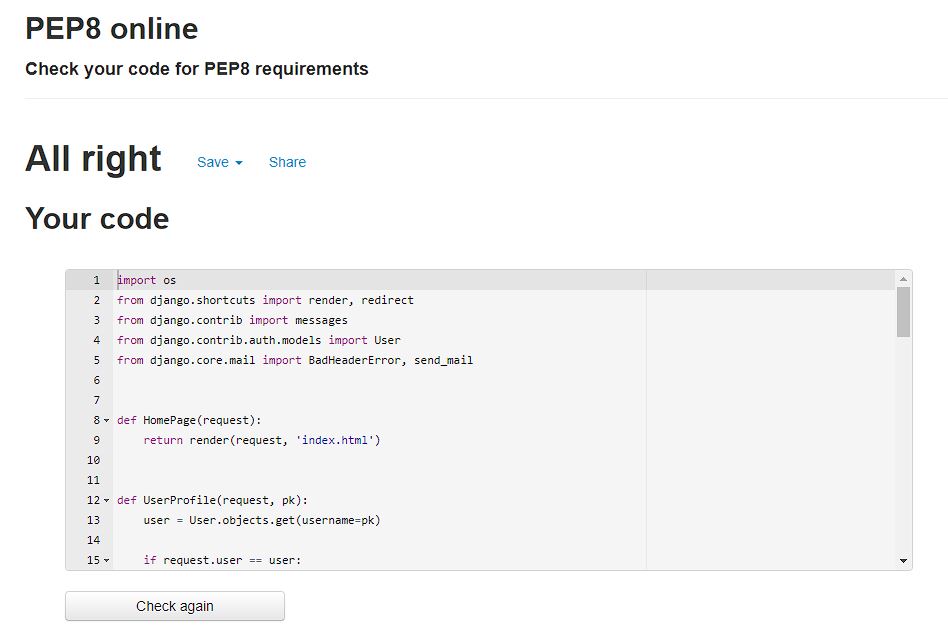 PEP8 online
Check your code for PEP8 requirements
All right Save Share
Your code
1 import os
2 from django.shortcuts import render, redirect
3 from django.contrib import messages
4 from django.contrib.auth.models import User
5 from django.core.mail import BadHeaderError, send_mail
6
7
8 def HomePage(request):
9     return render(request, 'index.html')
10
11
12 def UserProfile(request, pk):
13     user = User.objects.get(username=pk)
14
15     if request.user == user:
Check again